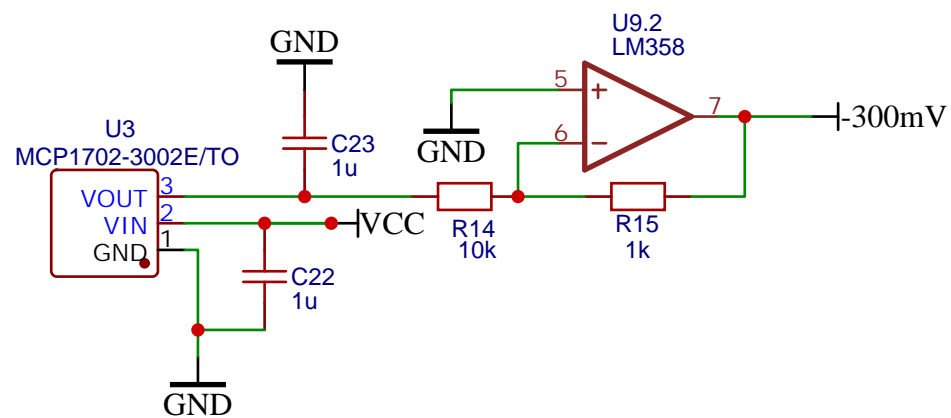 U9.2
LM358
GND
5
+
7
-300mV
GND
6
−
U3
MCP1702-3002E/TO
C23
1u
VOUT
3
VIN
2
GND
1
VCC
R14
10k
R15
1k
C22
1u
GND